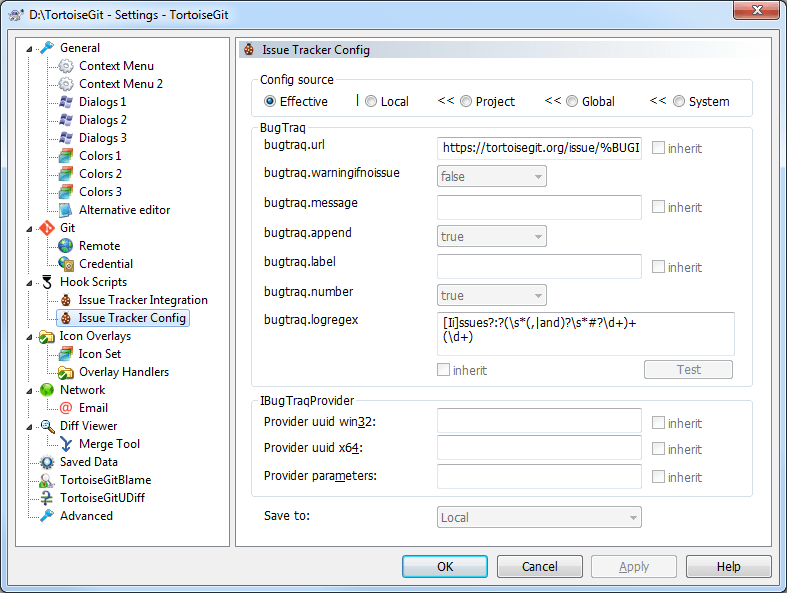 D:\TortoiseGit - Settings - TortoiseGit
General
Context Menu
Context Menu 2
Dialogs 1
Dialogs 2
Dialogs 3
Colors 1
Colors 2
Colors 3
Alternative editor
Git
Remote
Credential
Hook Scripts
Issue Tracker Integration
Issue Tracker Config
Icon Overlays
Icon Set
Overlay Handlers
Network
Email
Diff Viewer
Merge Tool
Saved Data
TortoiseGitBlame
TortoiseGitUDiff
Advanced
Issue Tracker Config
Config source
Effective | Local << Project << Global << System
BugTraq
bugtraq.url https://tortoisegit.org/issue/%BUGI inherit
bugtraq.warningifnoissue false
bugtraq.message inherit
bugtraq.append true
bugtraq.label inherit
bugtraq.number true
bugtraq.logregex [Ii]ssues?:?(\s*(,|and)?\s*#?\d+)+
(\d+)
inherit Test
IBugTraqProvider
Provider uuid win32: inherit
Provider uuid x64: inherit
Provider parameters: inherit
Save to: Local
OK Cancel Apply Help